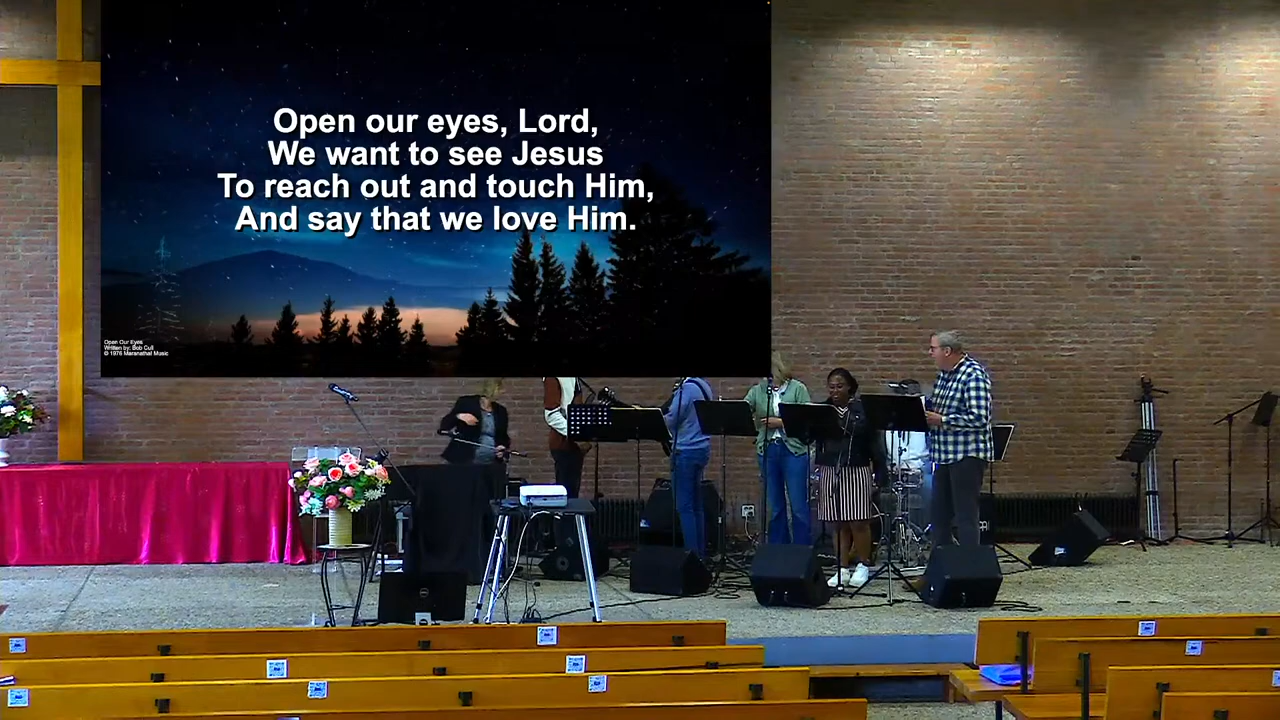 Open our eyes, Lord,
We want to see Jesus
To reach out and touch Him,
And say that we love Him.
Open Our Eyes
Written by: Bob Cull
© 1976 Maranatha! Music